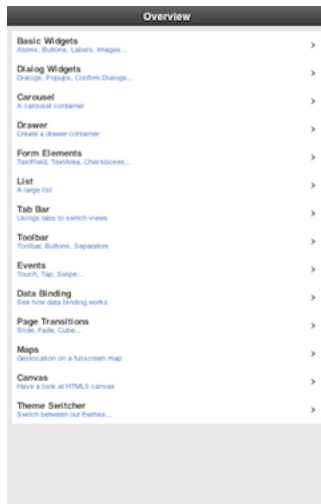 Overview
Basic Widgets
Atoms, Buttons, Labels, Images...
Dialog Widgets
Dialogs, Popups, Confirm Dialogs...
Carousel
A carousel container
Drawer
Create a drawer container
Form Elements
TextField, TextArea, Checkboxes...
List
A large list
Tab Bar
Usings tabs to switch views
Toolbar
Toolbar, Buttons, Separators
Events
Touch, Tap, Swipe...
Data Binding
See how data binding works
Page Transitions
Slide, Fade, Cube...
Maps
Geolocation on a fullscreen map
Canvas
Have a look at HTML5 canvas
Theme Switcher
Switch between our themes...